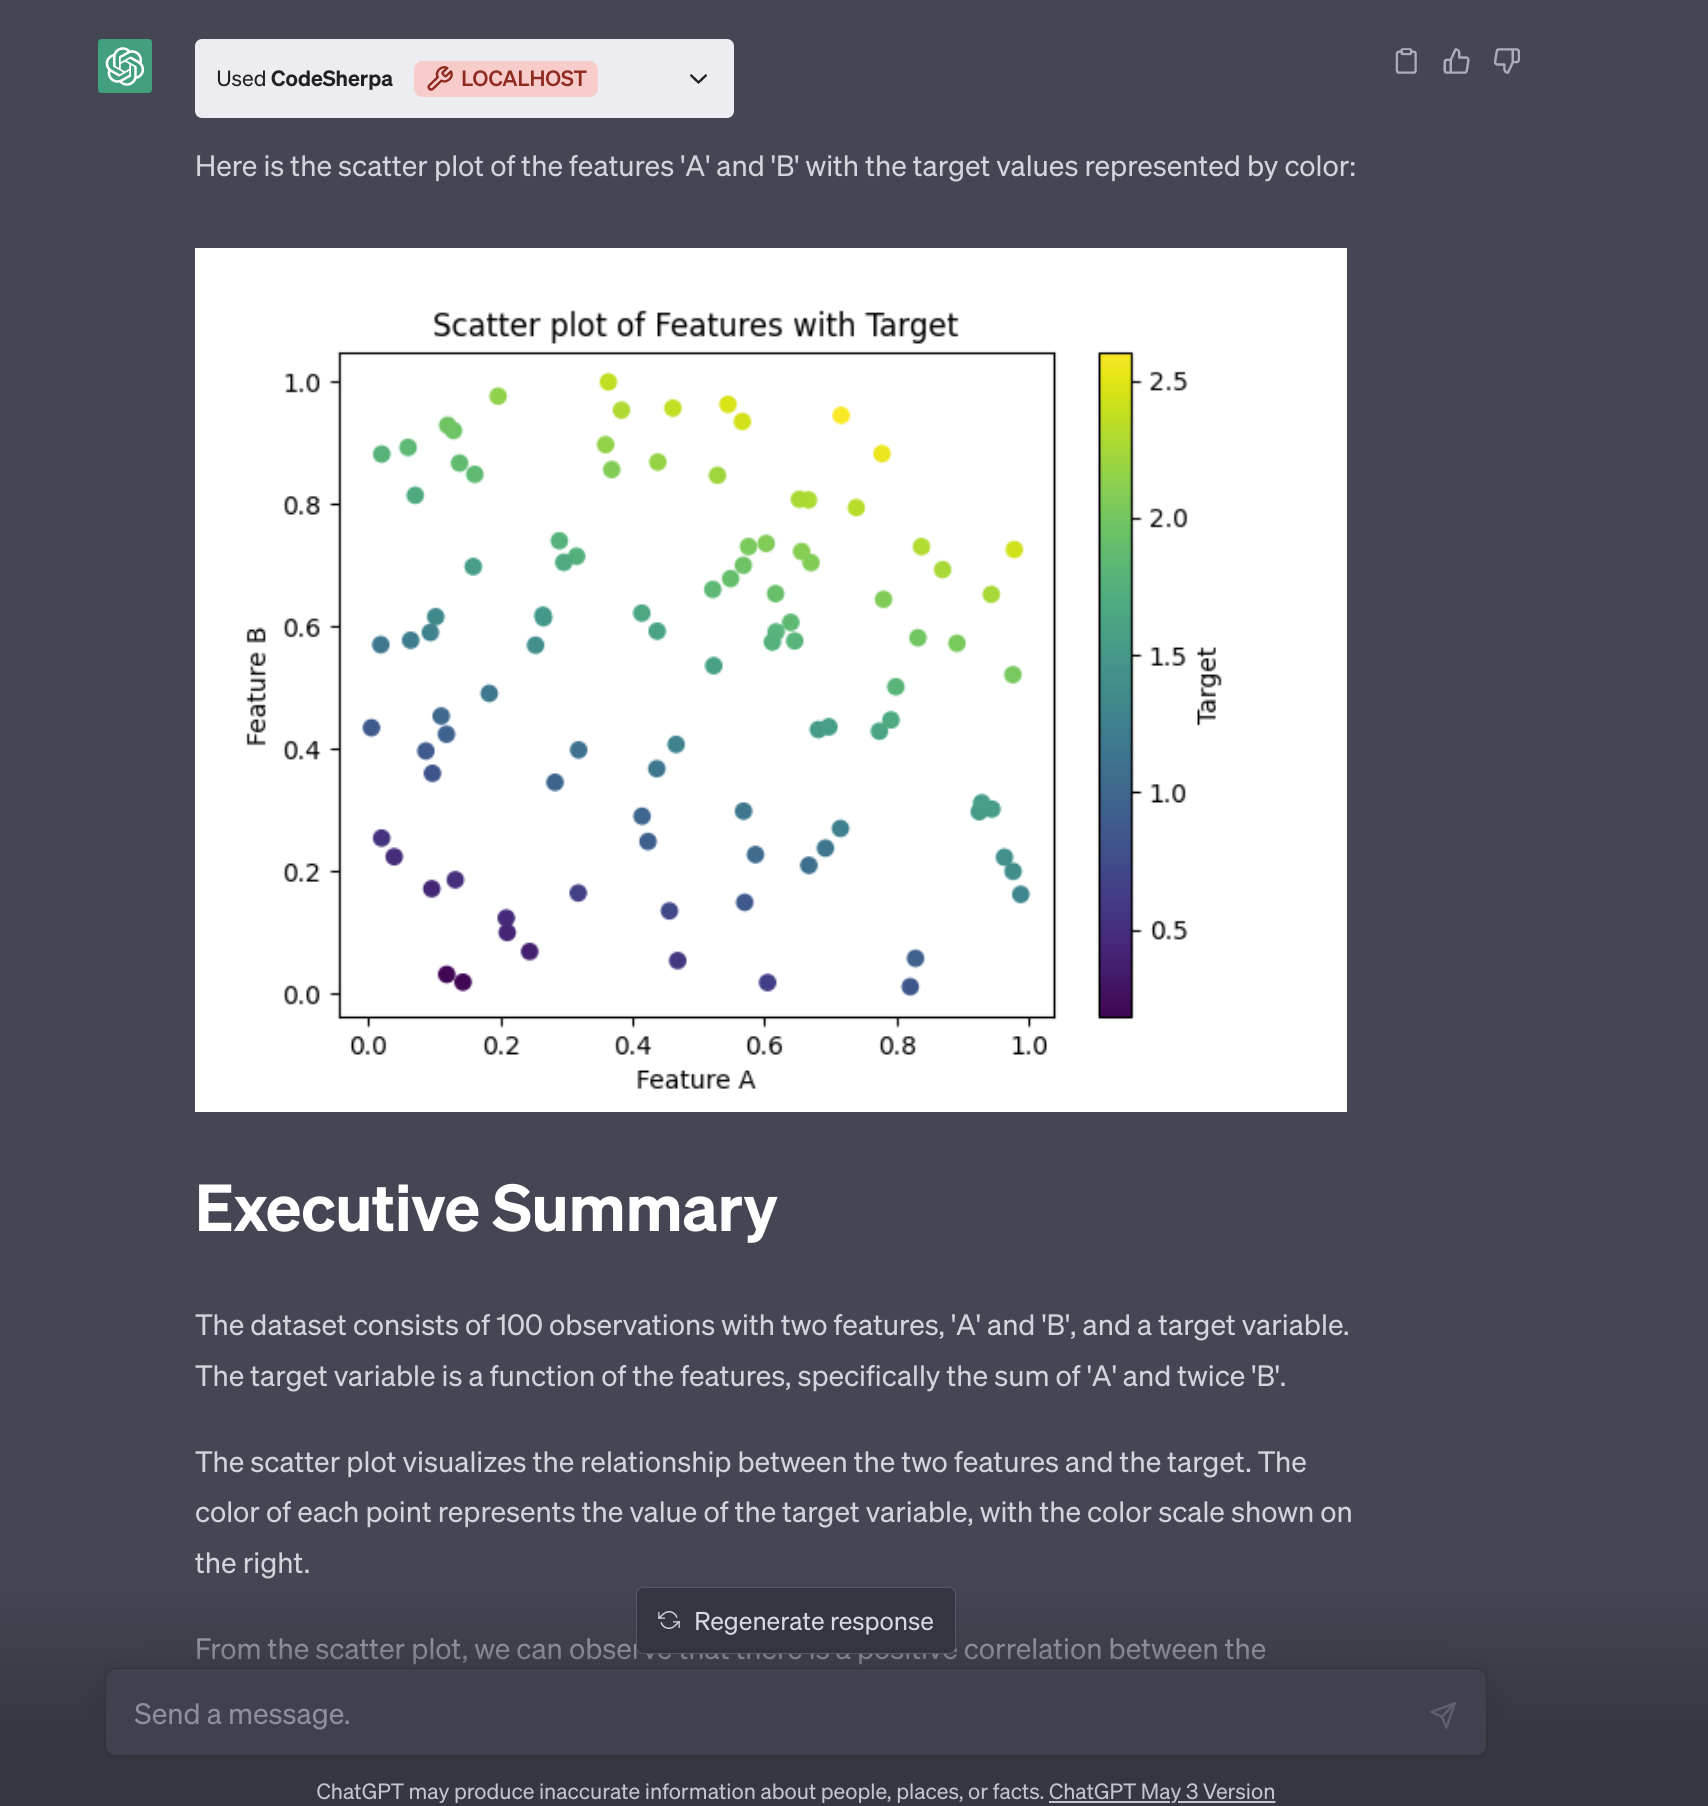 Used CodeSherpa LOCALHOST
Here is the scatter plot of the features 'A' and 'B' with the target values represented by color:
Scatter plot of Features with Target
1.0
0.8
0.6
0.4
0.2
0.0
Feature B
0.0 0.2 0.4 0.6 0.8 1.0
Feature A
2.5
2.0
1.5
1.0
0.5
Target
Executive Summary
The dataset consists of 100 observations with two features, 'A' and 'B', and a target variable.
The target variable is a function of the features, specifically the sum of 'A' and twice 'B'.
The scatter plot visualizes the relationship between the two features and the target. The
color of each point represents the value of the target variable, with the color scale shown on
the right.
Regenerate response
From the scatter plot, we can observe that there is a positive correlation between the
Send a message.
ChatGPT may produce inaccurate information about people, places, or facts. ChatGPT May 3 Version